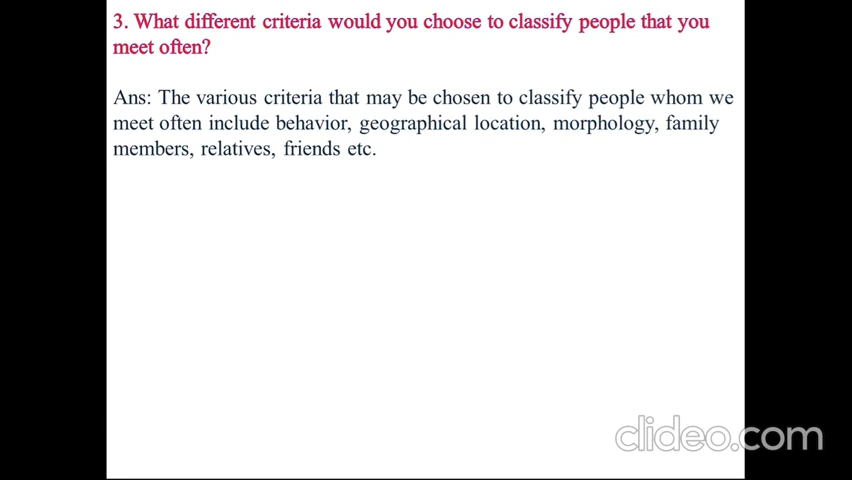 3. What different criteria would you choose to classify people that you
meet often?
Ans: The various criteria that may be chosen to classify people whom we
meet often include behavior, geographical location, morphology, family
members, relatives, friends etc.
clideo.com